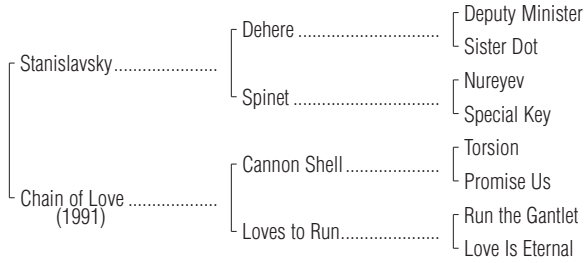 Deputy Minister
Dehere
Sister Dot
Stanislavsky
Nureyev
Spinet
Special Key
Torsion
Cannon Shell
Promise Us
Chain of Love
(1991)
Run the Gantlet
Loves to Run
Love Is Eternal